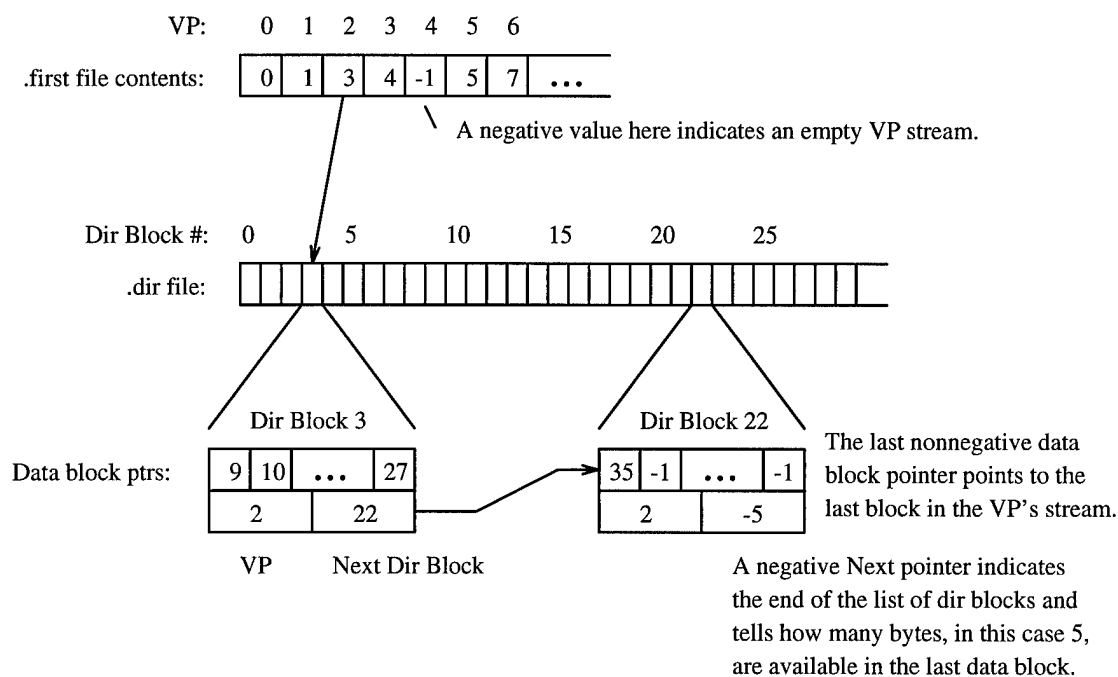 VP: 0 1 2 3 4 5 6
.first file contents: 0 1 3 4 -1 5 7 ...
A negative value here indicates an empty VP stream.
Dir Block #: 0 5 10 15 20 25
.dir file:
Dir Block 3
Dir Block 22
Data block ptrs: 9 10 ... 27
2 22
VP Next Dir Block
35 -1 ... -1
2 -5
The last nonnegative data
block pointer points to the
last block in the VP's stream.
A negative Next pointer indicates
the end of the list of dir blocks and
tells how many bytes, in this case 5,
are available in the last data block.